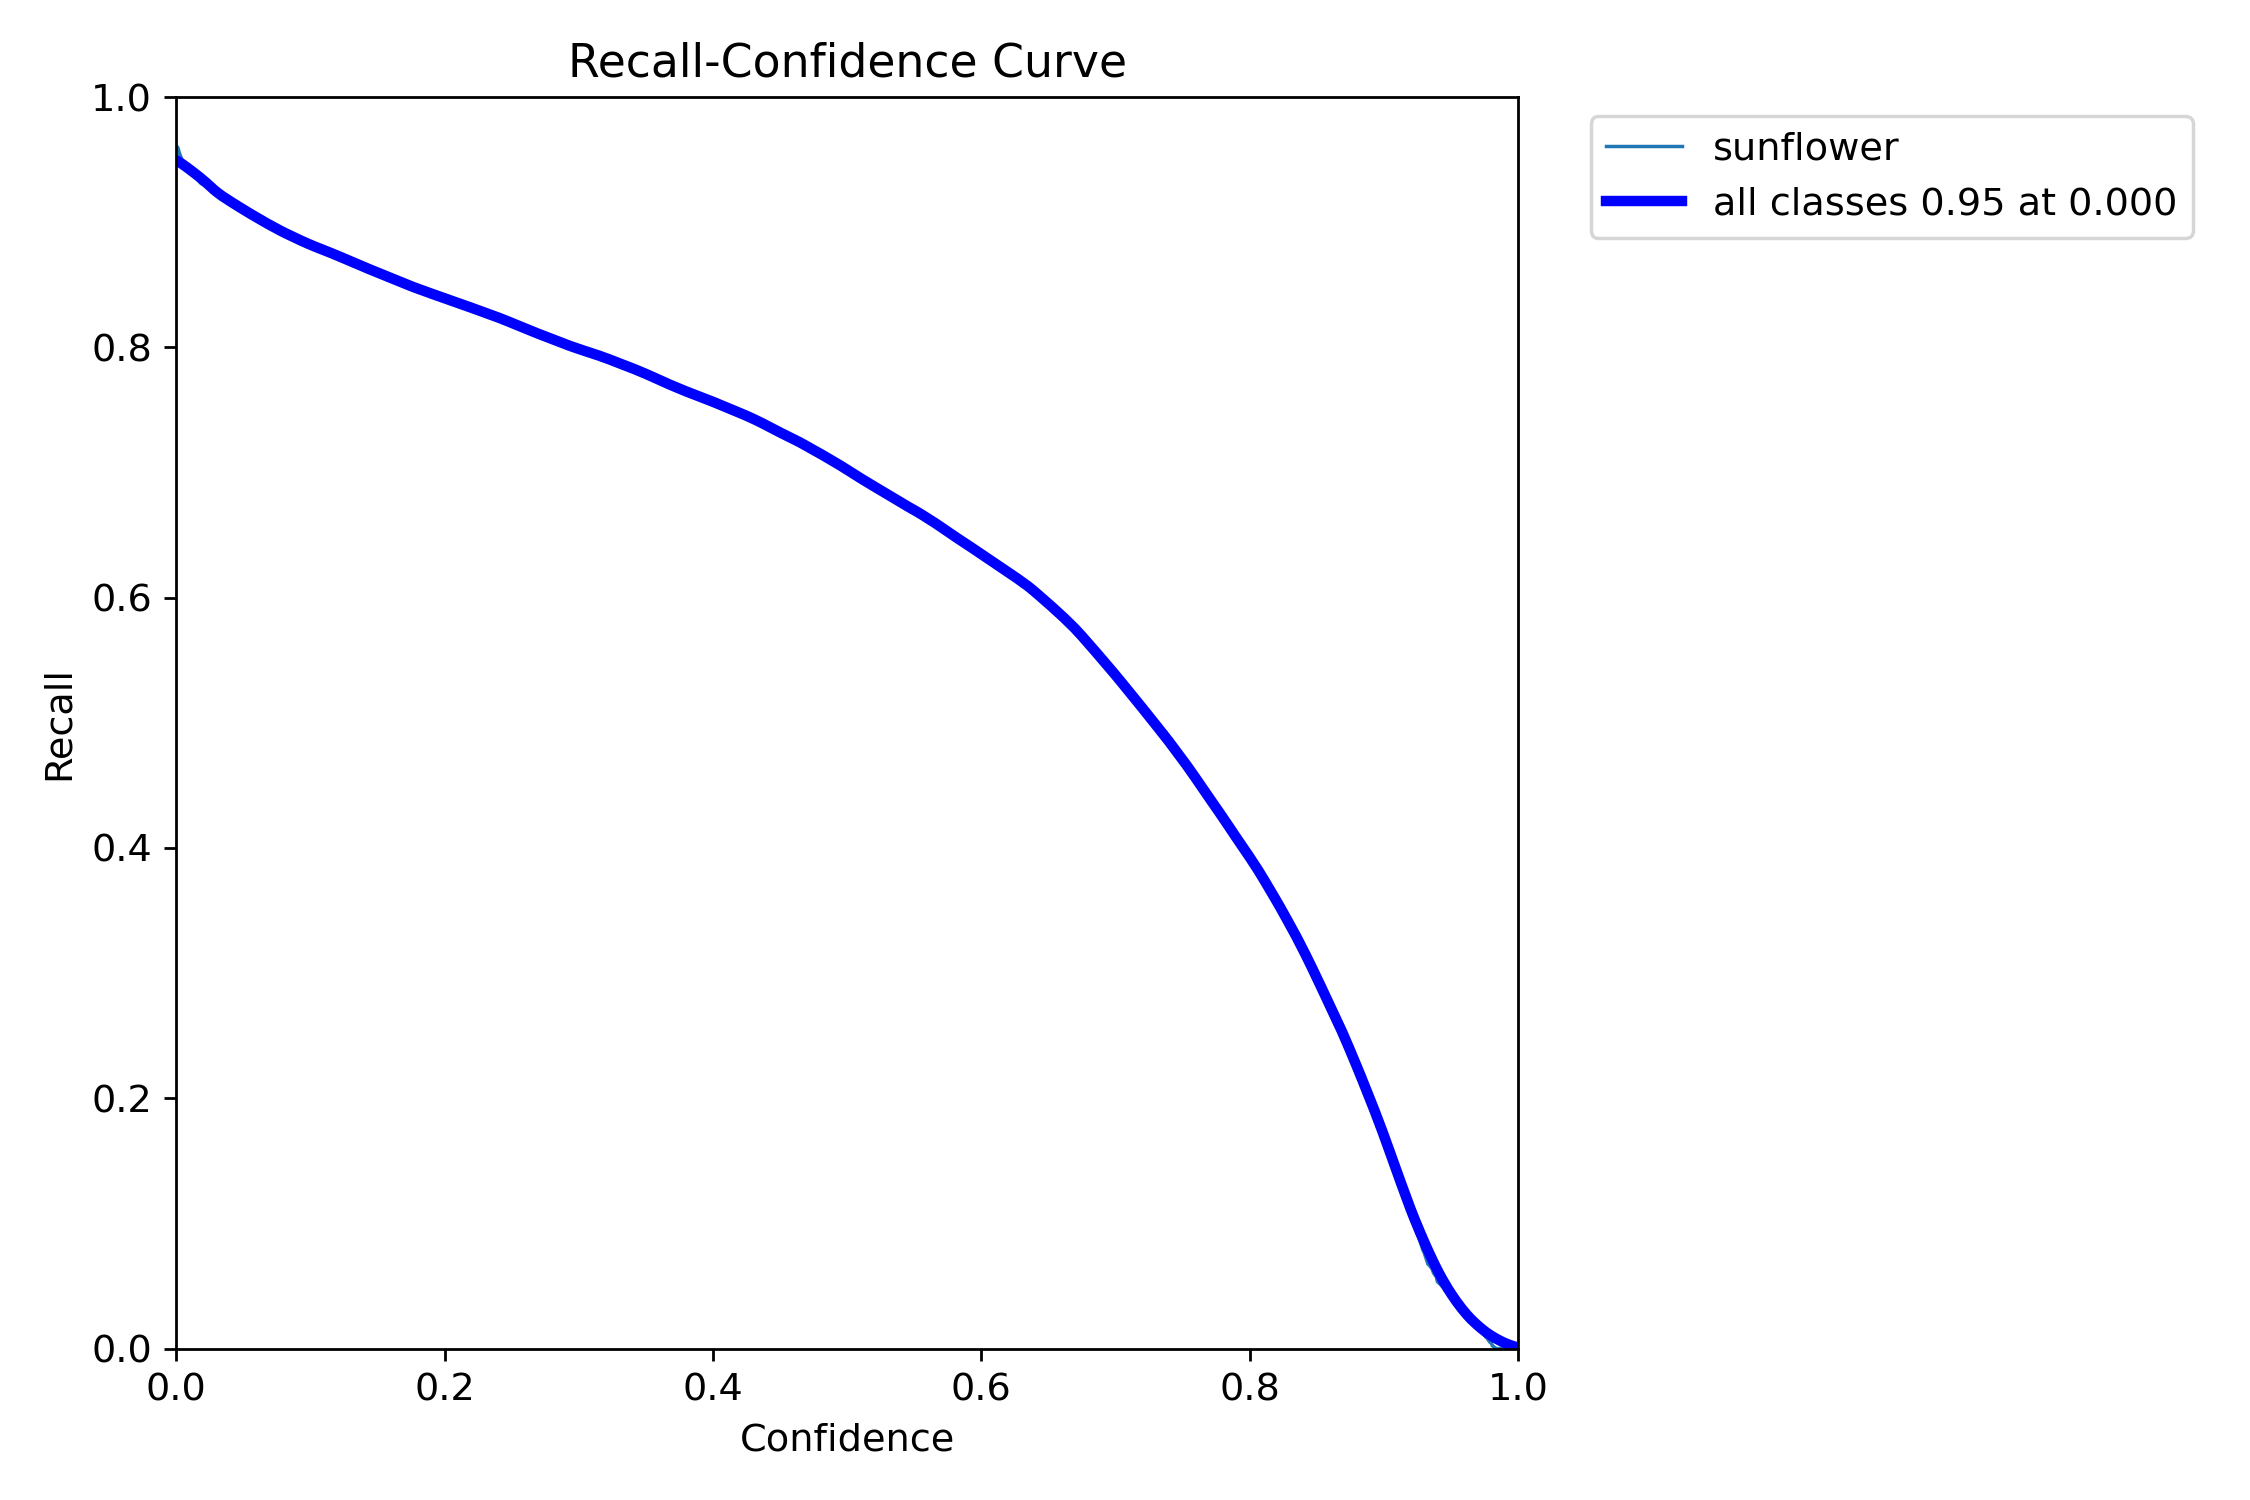 Recall-Confidence Curve
1.0
0.8
0.6
0.4
0.2
0.0
Recall
0.0 0.2 0.4 0.6 0.8 1.0
Confidence
sunflower
all classes 0.95 at 0.000